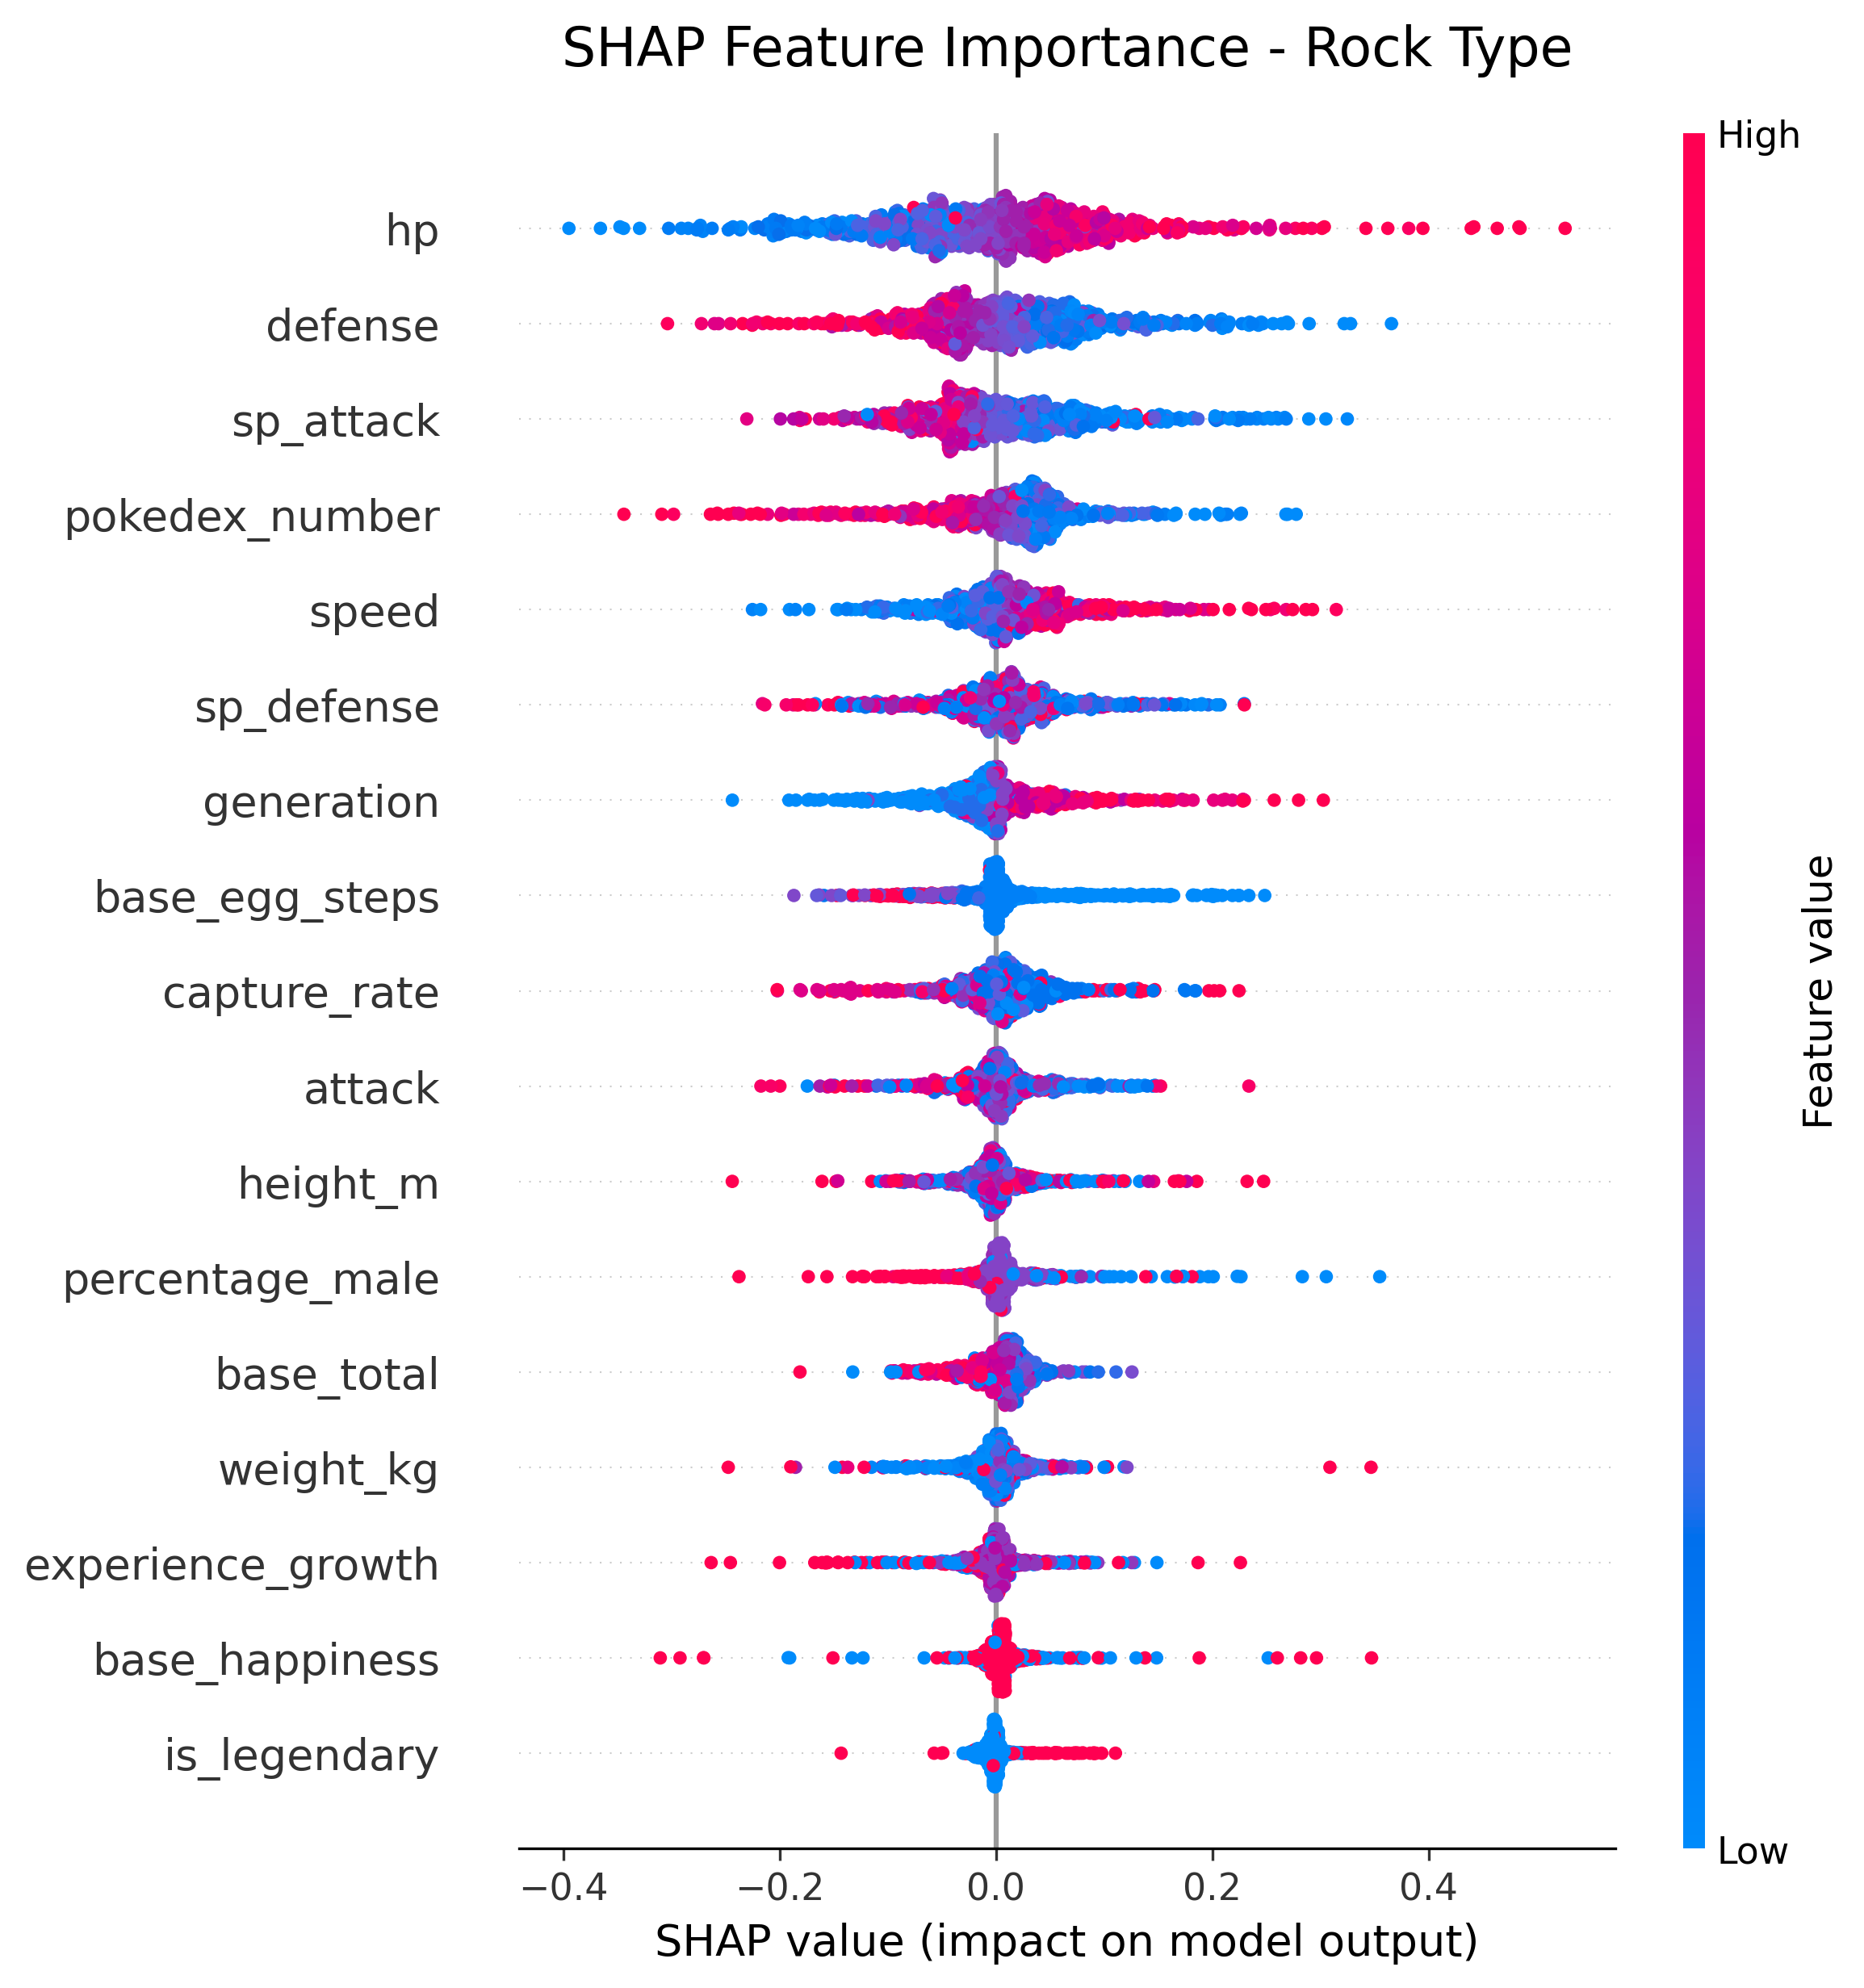 SHAP Feature Importance - Rock Type
High
hp
defense
sp_attack
pokedex_number
speed
sp_defense
generation
base_egg_steps
capture_rate
attack
height_m
percentage_male
base_total
weight_kg
experience_growth
base_happiness
is_legendary
Feature value
Low
−0.4 −0.2 0.0 0.2 0.4
SHAP value (impact on model output)